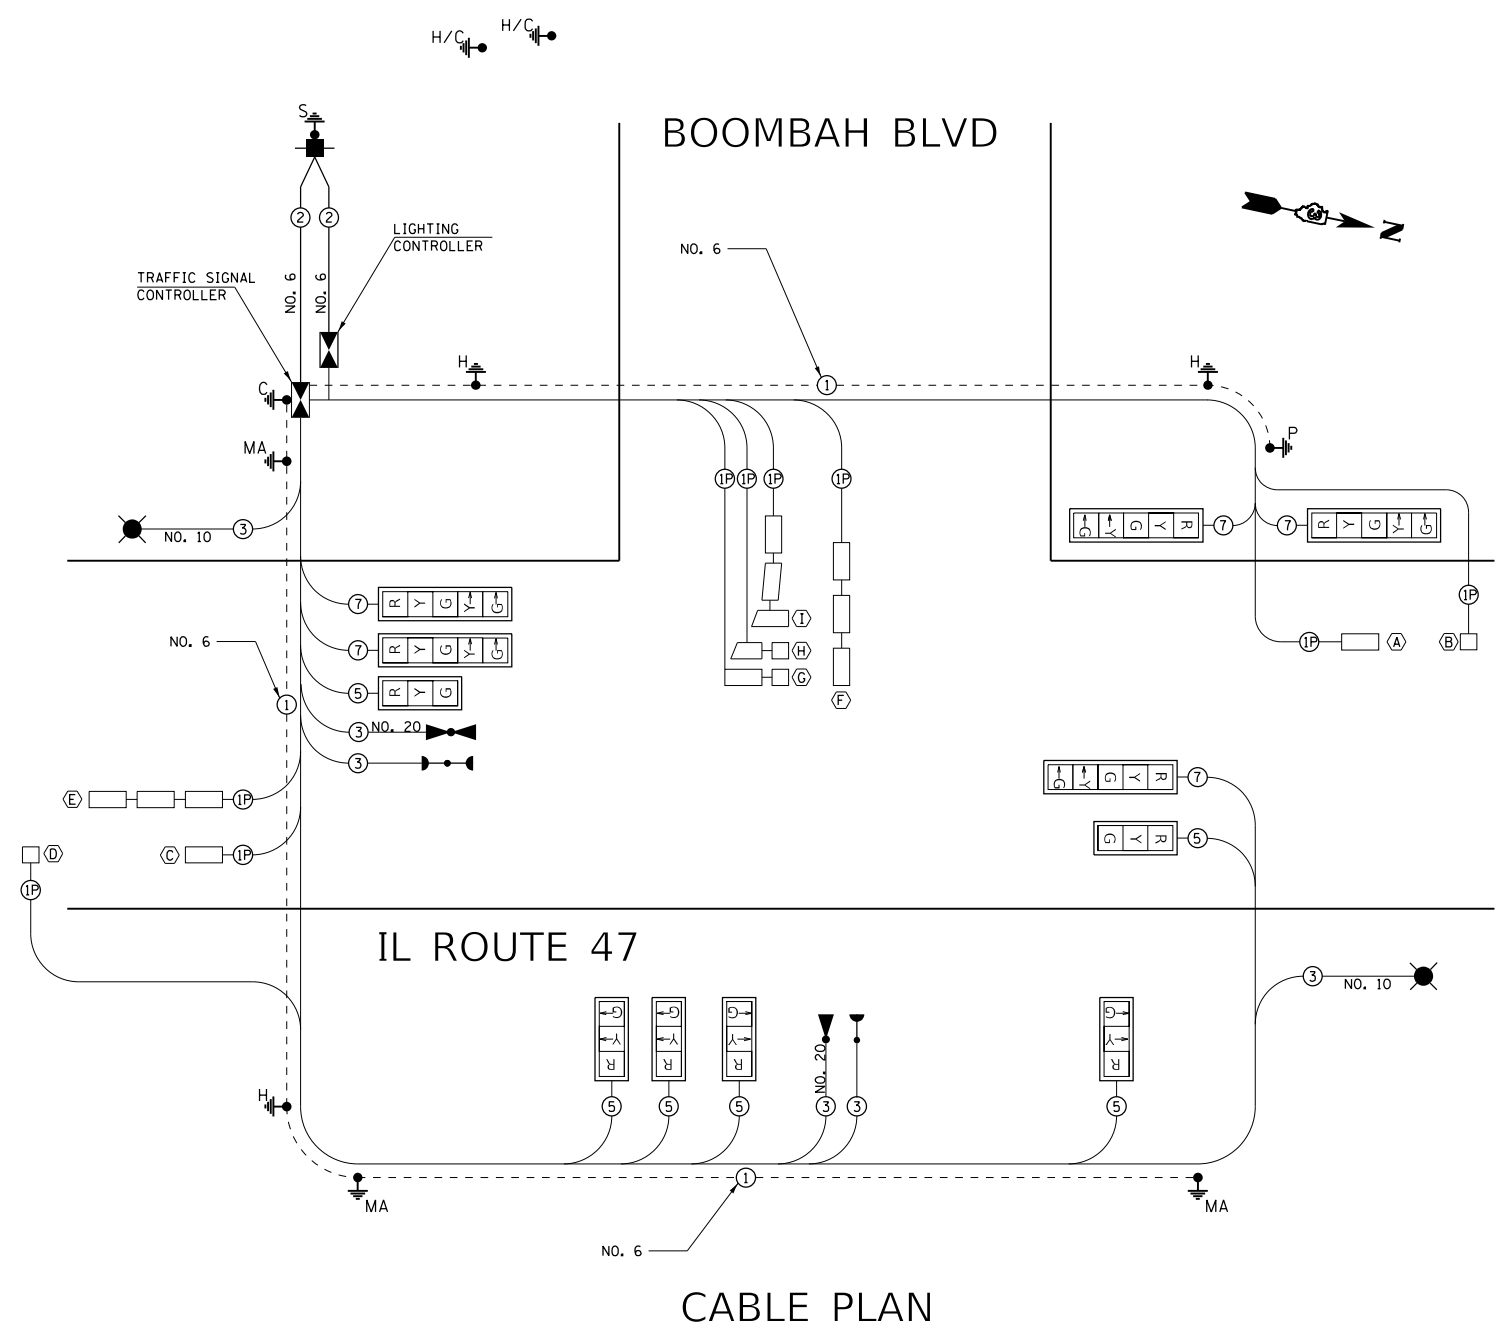 H/C
H/C
S
BOOMBAH BLVD
2
2
LIGHTING
CONTROLLER
3
N
NO. 6
TRAFFIC SIGNAL
CONTROLLER
NO. 6
NO. 6
H
1
H
C
MA
P
1P
1P
1P
1P
3
NO. 10
G Y G Y R
7
7
R Y G Y G
7
R Y G Y G
1P
NO. 6
7
R Y G Y G
I
H
G
F
1P
A
B
5
R Y G
1
3
NO. 20
3
E
1P
G Y G Y R
7
C
1P
G Y R
5
D
1P
IL ROUTE 47
3
NO. 10
G
Y
R
G
Y
R
G
Y
R
NO. 20
G
Y
R
H
5
5
5
3
3
5
1
MA
MA
NO. 6
CABLE PLAN